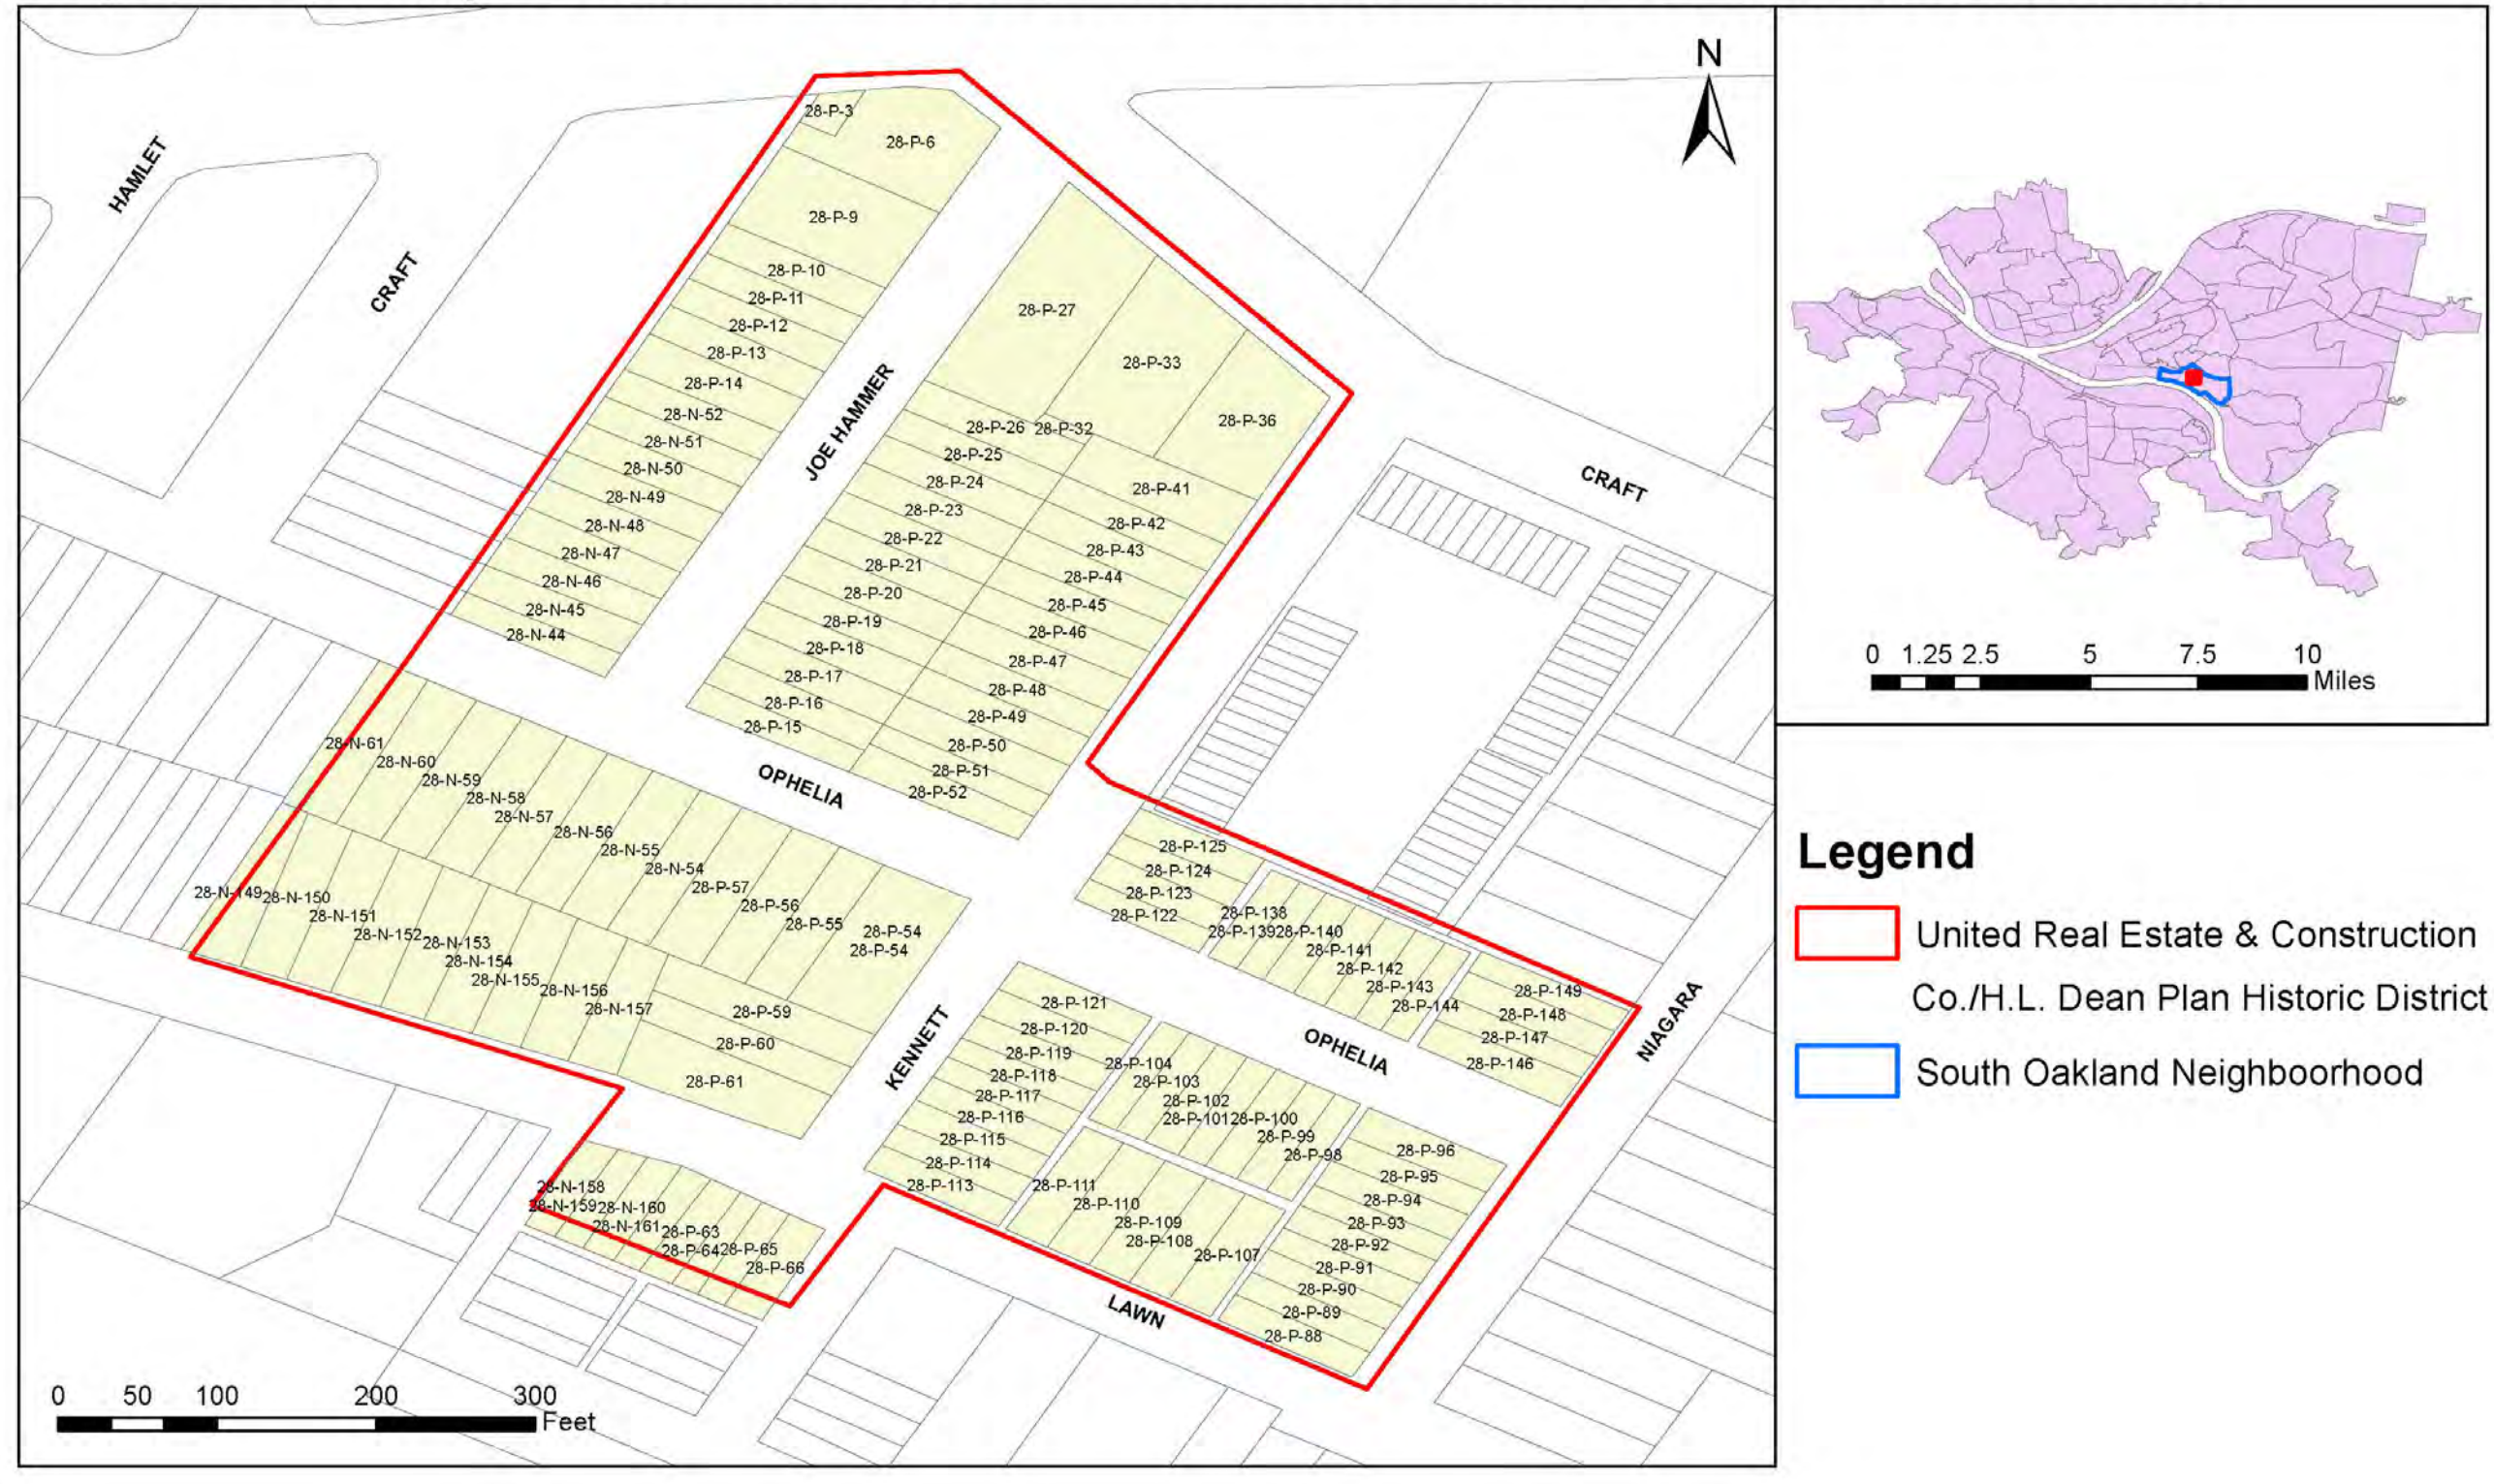 N
HAMLET
CRAFT
JOE HAMMER
CRAFT
OPHELIA
KENNETT
OPHELIA
NIAGARA
LAWN
28-P-3
28-P-6
28-P-9
28-P-10
28-P-11
28-P-12
28-P-13
28-P-14
28-N-52
28-N-51
28-N-50
28-N-49
28-N-48
28-N-47
28-N-46
28-N-45
28-N-44
28-P-27
28-P-33
28-P-36
28-P-26 28-P-32
28-P-25
28-P-24
28-P-23
28-P-22
28-P-21
28-P-20
28-P-19
28-P-18
28-P-17
28-P-16
28-P-15
28-P-41
28-P-42
28-P-43
28-P-44
28-P-45
28-P-46
28-P-47
28-P-48
28-P-49
28-P-50
28-P-51
28-P-52
28-N-61
28-N-60
28-N-59
28-N-58
28-N-57
28-N-56
28-N-55
28-N-54
28-P-57
28-P-56
28-P-55
28-P-54
28-P-54
28-N-149
28-N-150
28-N-151
28-N-152
28-N-153
28-N-154
28-N-155
28-N-156
28-N-157
28-P-59
28-P-60
28-P-61
28-N-158
28-N-159
28-N-160
28-N-161
28-P-63
28-P-64
28-P-65
28-P-66
28-P-125
28-P-124
28-P-123
28-P-122
28-P-138
28-P-139
28-P-140
28-P-141
28-P-142
28-P-143
28-P-144
28-P-149
28-P-148
28-P-147
28-P-146
28-P-121
28-P-120
28-P-119
28-P-118
28-P-117
28-P-116
28-P-115
28-P-114
28-P-113
28-P-104
28-P-103
28-P-102
28-P-101
28-P-100
28-P-99
28-P-98
28-P-111
28-P-110
28-P-109
28-P-108
28-P-107
28-P-96
28-P-95
28-P-94
28-P-93
28-P-92
28-P-91
28-P-90
28-P-89
28-P-88
0 50 100 200 300
Feet
0 1.25 2.5 5 7.5 10
Miles
Legend
United Real Estate & Construction
Co./H.L. Dean Plan Historic District
South Oakland Neighboorhood